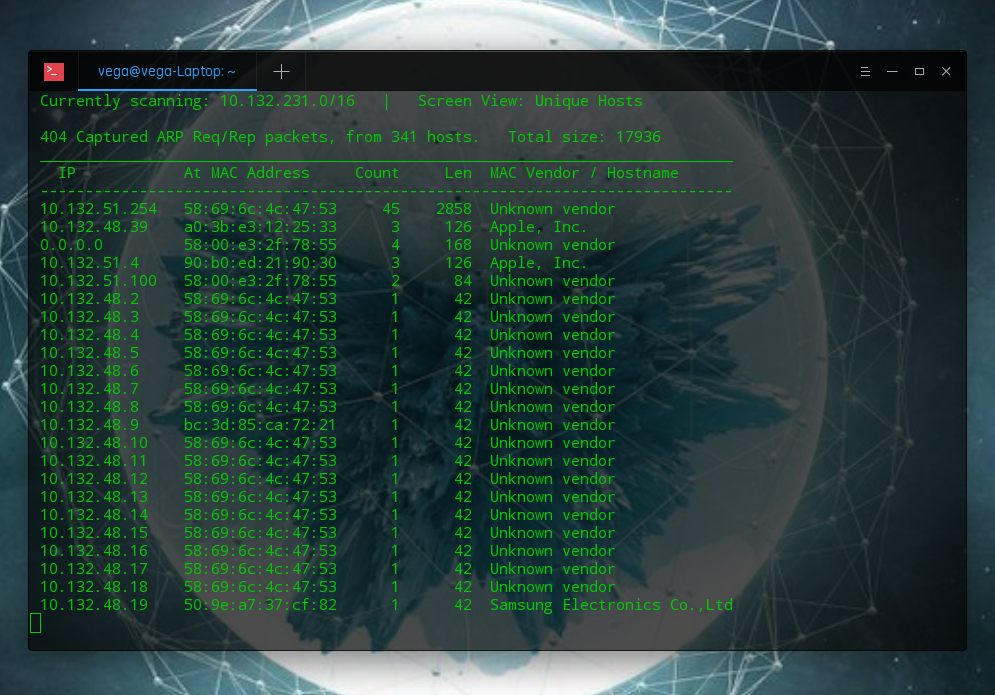 vega@vega-Laptop: ~
Currently scanning: 10.132.231.0/16 | Screen View: Unique Hosts
404 Captured ARP Req/Rep packets, from 341 hosts. Total size: 17936
IP At MAC Address Count Len MAC Vendor / Hostname
-----------------------------------------------------------------------------
10.132.51.254 58:69:6c:4c:47:53 45 2858 Unknown vendor
10.132.48.39 a0:3b:e3:12:25:33 3 126 Apple, Inc.
0.0.0.0 58:00:e3:2f:78:55 4 168 Unknown vendor
10.132.51.4 90:b0:ed:21:90:30 3 126 Apple, Inc.
10.132.51.100 58:00:e3:2f:78:55 2 84 Unknown vendor
10.132.48.2 58:69:6c:4c:47:53 1 42 Unknown vendor
10.132.48.3 58:69:6c:4c:47:53 1 42 Unknown vendor
10.132.48.4 58:69:6c:4c:47:53 1 42 Unknown vendor
10.132.48.5 58:69:6c:4c:47:53 1 42 Unknown vendor
10.132.48.6 58:69:6c:4c:47:53 1 42 Unknown vendor
10.132.48.7 58:69:6c:4c:47:53 1 42 Unknown vendor
10.132.48.8 58:69:6c:4c:47:53 1 42 Unknown vendor
10.132.48.9 bc:3d:85:ca:72:21 1 42 Unknown vendor
10.132.48.10 58:69:6c:4c:47:53 1 42 Unknown vendor
10.132.48.11 58:69:6c:4c:47:53 1 42 Unknown vendor
10.132.48.12 58:69:6c:4c:47:53 1 42 Unknown vendor
10.132.48.13 58:69:6c:4c:47:53 1 42 Unknown vendor
10.132.48.14 58:69:6c:4c:47:53 1 42 Unknown vendor
10.132.48.15 58:69:6c:4c:47:53 1 42 Unknown vendor
10.132.48.16 58:69:6c:4c:47:53 1 42 Unknown vendor
10.132.48.17 58:69:6c:4c:47:53 1 42 Unknown vendor
10.132.48.18 58:69:6c:4c:47:53 1 42 Unknown vendor
10.132.48.19 50:9e:a7:37:cf:82 1 42 Samsung Electronics Co.,Ltd